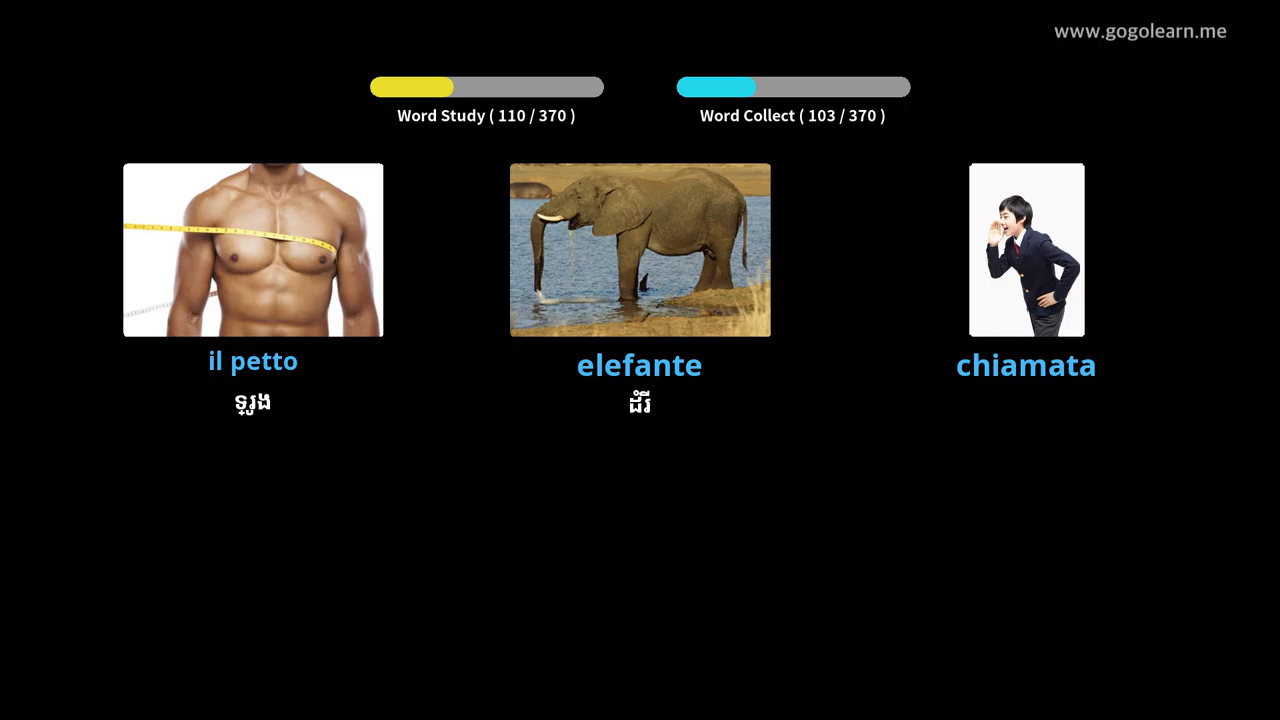 www.gogolearn.me
Word Study ( 110 / 370 )
Word Collect ( 103 / 370 )
il petto
ទ្រូង
elefante
ដំរី
chiamata